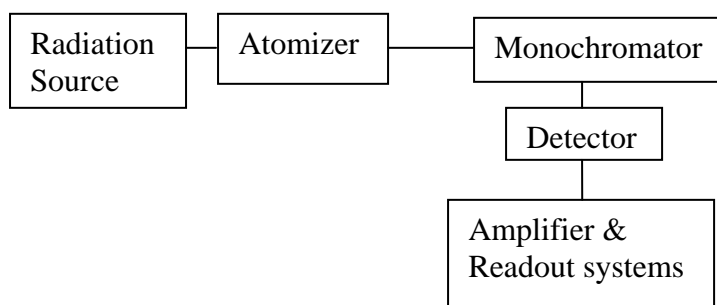 Radiation
Source
Atomizer
Monochromator
Detector
Amplifier &
Readout systems